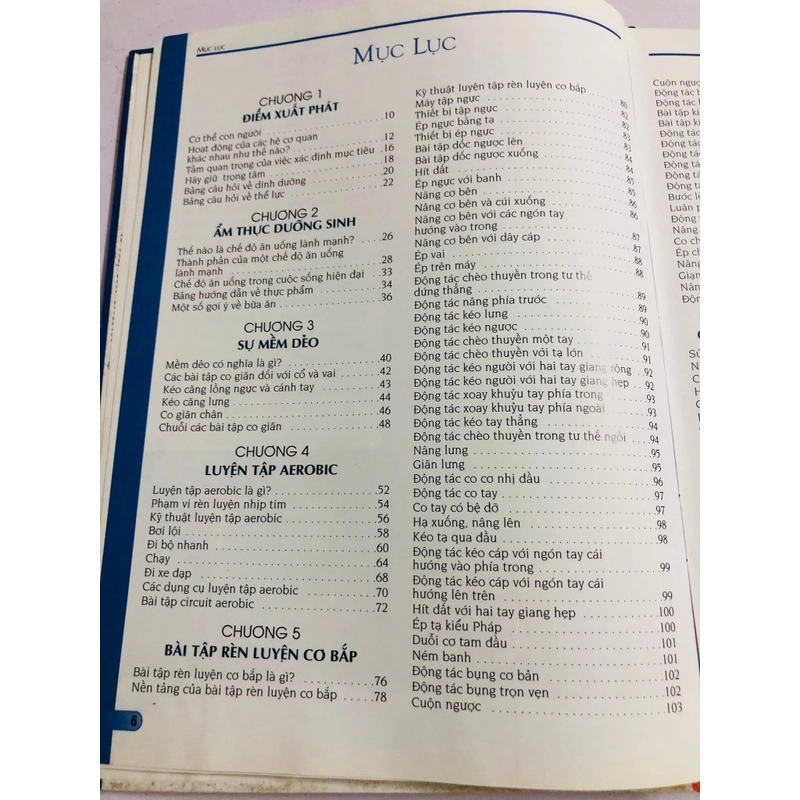 MỤC LỤC
MỤC LỤC
CHƯƠNG 1
ĐIỂM XUẤT PHÁT
Cơ thể con người 10
Hoạt động của các hệ cơ quan
khác nhau như thế nào? 12
Tầm quan trọng của việc xác định mục tiêu 16
Hãy giữ trọng tâm 18
Bảng câu hỏi về dinh dưỡng 20
Bảng câu hỏi về thể lực 22
CHƯƠNG 2
ẨM THỰC DƯỠNG SINH
Thế nào là chế độ ăn uống lành mạnh? 26
Thành phần của một chế độ ăn uống
lành mạnh 28
Chế độ ăn uống trong cuộc sống hiện đại 33
Bảng hướng dẫn về thực phẩm 34
Một số gợi ý về bữa ăn 36
CHƯƠNG 3
SỰ MỀM DẺO
Mềm dẻo có nghĩa là gì? 40
Các bài tập co giãn đối với cổ và vai 42
Kéo căng lồng ngực và cánh tay 43
Kéo căng lưng 44
Co giãn chân 46
Chuỗi các bài tập co giãn 48
CHƯƠNG 4
LUYỆN TẬP AEROBIC
Luyện tập aerobic là gì? 52
Phạm vi rèn luyện nhịp tim 54
Kỹ thuật luyện tập aerobic 56
Bơi lội 58
Đi bộ nhanh 60
Chạy 64
Đi xe đạp 68
Các dụng cụ luyện tập aerobic 70
Bài tập circuit aerobic 72
CHƯƠNG 5
BÀI TẬP RÈN LUYỆN CƠ BẮP
Bài tập rèn luyện cơ bắp là gì? 76
Nền tảng của bài tập rèn luyện cơ bắp 78
6
Kỹ thuật luyện tập rèn luyện cơ bắp
Máy tập ngực 80
Thiết bị tập ngực 82
Ép ngực bằng tạ 82
Thiết bị ép ngực 83
Bài tập dốc ngược lên 83
Bài tập dốc ngược xuống 84
Hít đất 84
Ép ngực với banh 85
Nâng cơ bên 85
Nâng cơ bên và cúi xuống 86
Nâng cơ bên với các ngón tay
hướng vào trong 86
Nâng cơ bên với dây cáp 87
Ép vai 87
Ép trên máy 88
Động tác chèo thuyền trong tư thế 88
đứng thẳng 89
Động tác nâng phía trước 89
Động tác kéo lưng 90
Động tác kéo ngược 90
Động tác chèo thuyền một tay 91
Động tác chèo thuyền với tạ lớn 91
Động tác kéo người với hai tay giang rộng 92
Động tác kéo người với hai tay giang hẹp 92
Động tác xoay khuỷu tay phía trong 93
Động tác xoay khuỷu tay phía ngoài 93
Động tác kéo tay thẳng 94
Động tác chèo thuyền trong tư thế ngồi 94
Nâng lưng 95
Giãn lưng 95
Động tác co cơ nhị đầu 96
Động tác co tay 97
Co tay có bệ đỡ 97
Hạ xuống, nâng lên 98
Kéo tạ qua đầu 98
Động tác kéo cáp với ngón tay cái
hướng vào phía trong 99
Động tác kéo cáp với ngón tay cái
hướng lên trên 99
Hít đất với hai tay giang hẹp 100
Ép tạ kiểu Pháp 100
Duỗi cơ tam đầu 101
Ném banh 101
Động tác bụng cơ bản 102
Động tác bụng trọn vẹn 102
Cuộn ngược 103
Cuộn ngược
Động tác
Động tác
Bài tập
Bài tập
Động tác
Động tác
Động tác
Động tác
Bước
Luân
Động
Nâng
Co
Ép
Nâng
Động